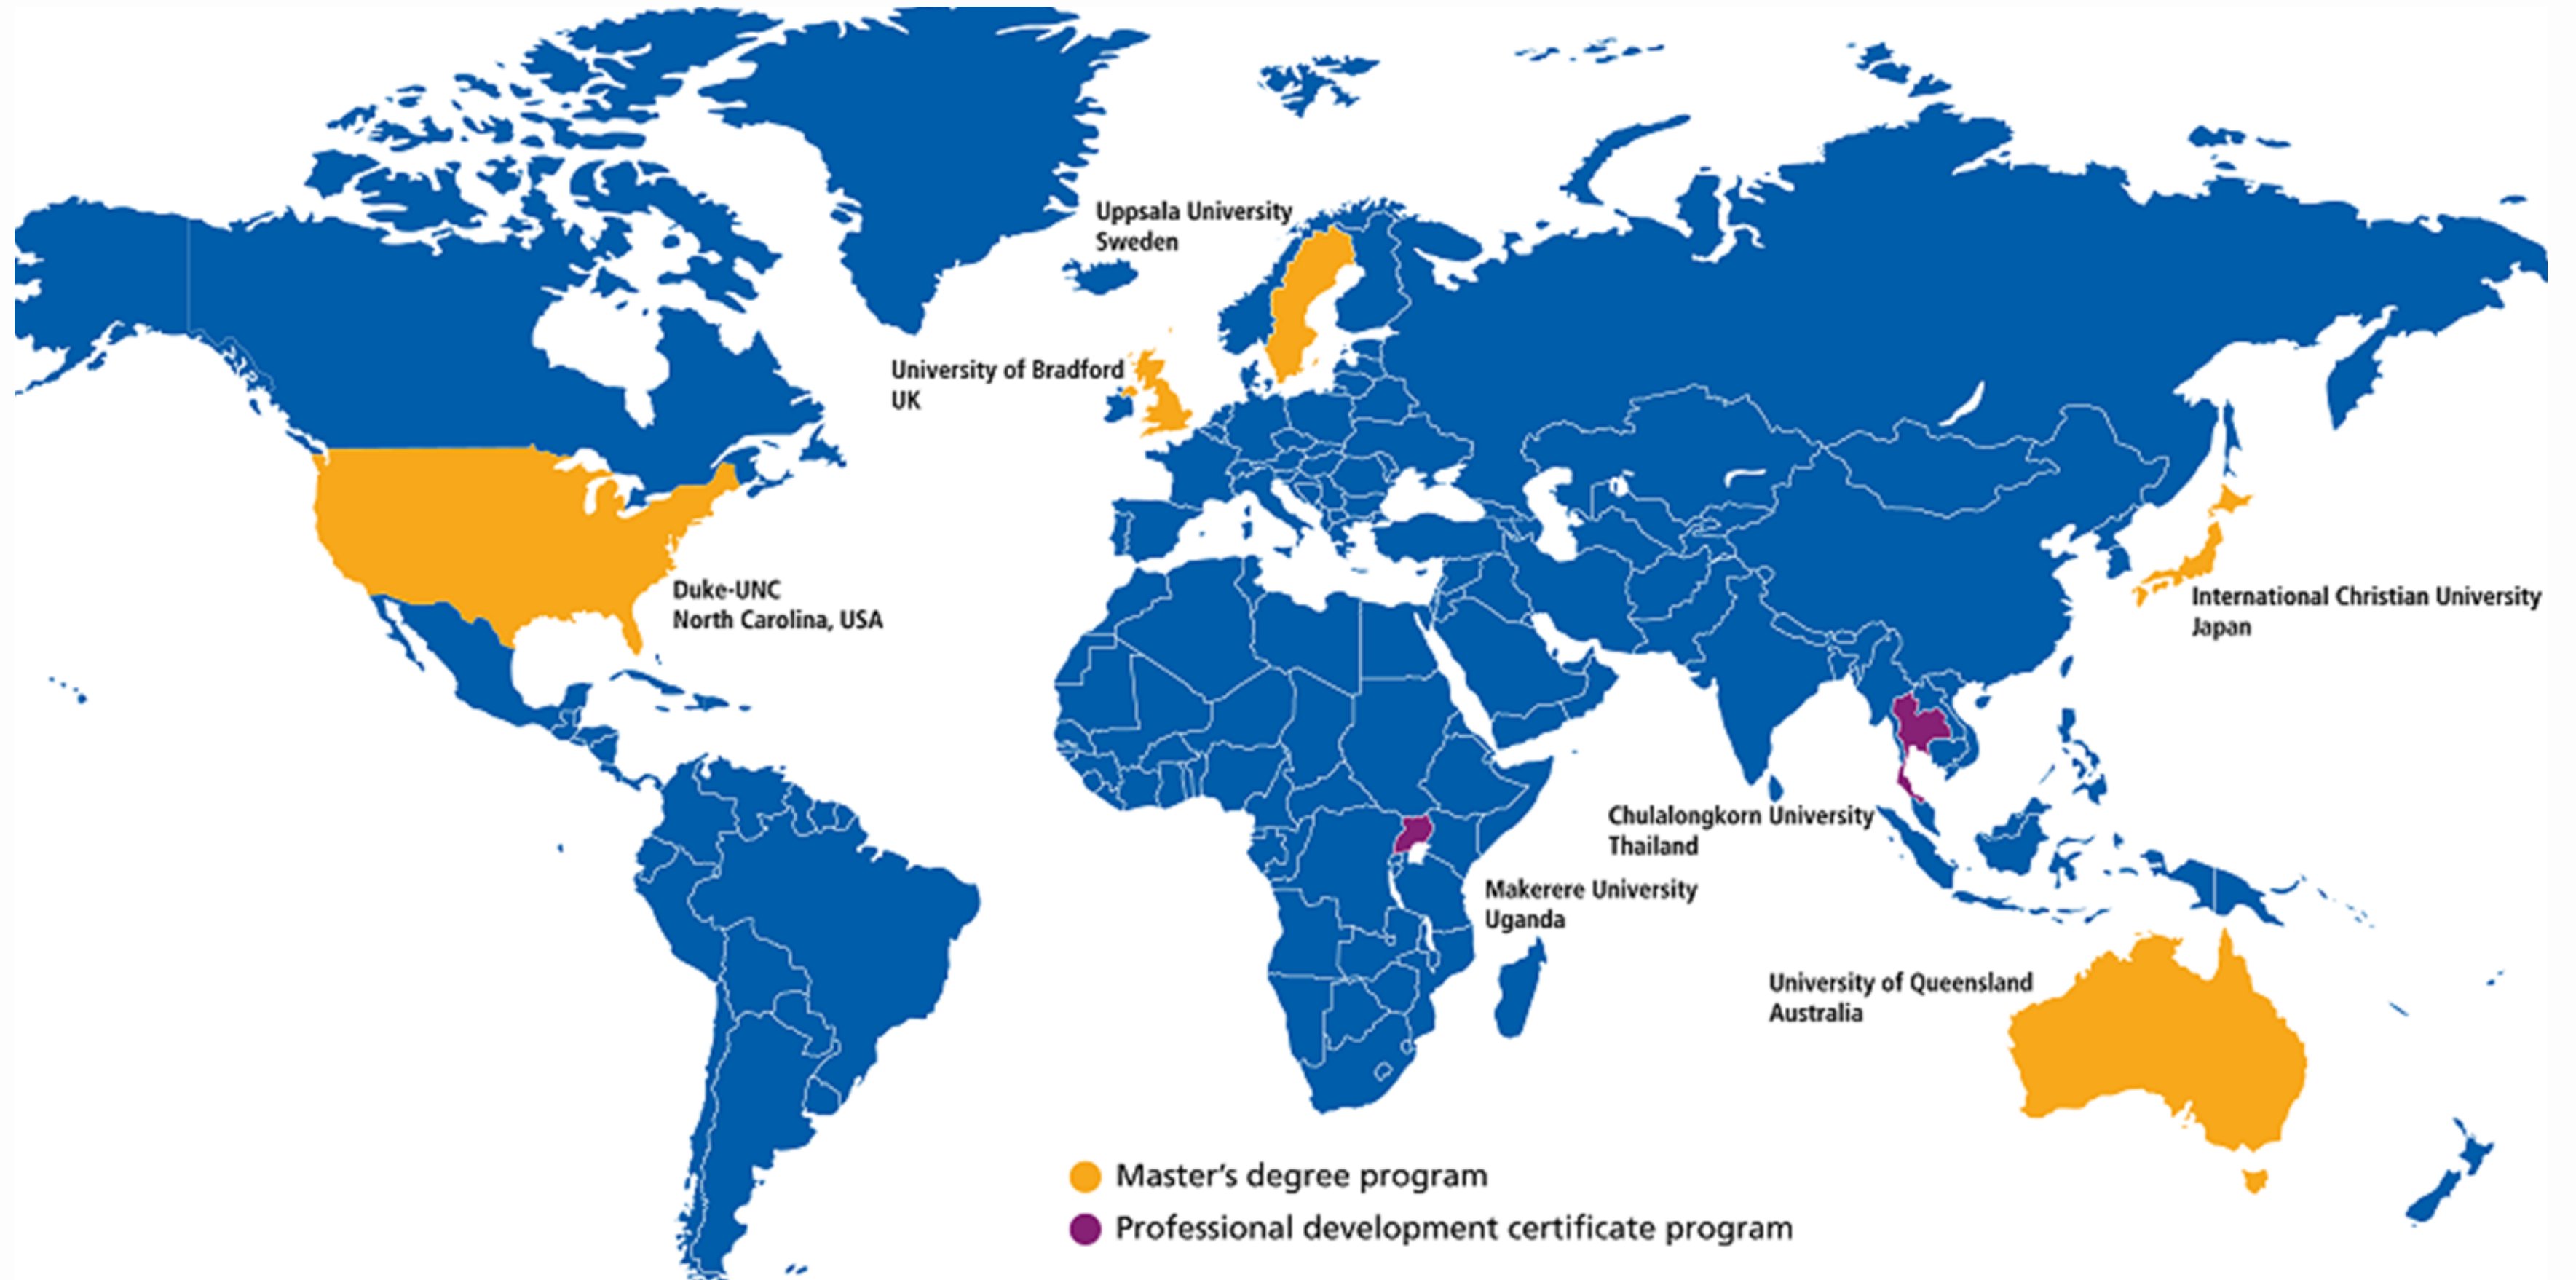 Uppsala University
Sweden
University of Bradford
UK
Duke-UNC
North Carolina, USA
International Christian University
Japan
Chulalongkorn University
Thailand
Makerere University
Uganda
University of Queensland
Australia
Master's degree program
Professional development certificate program